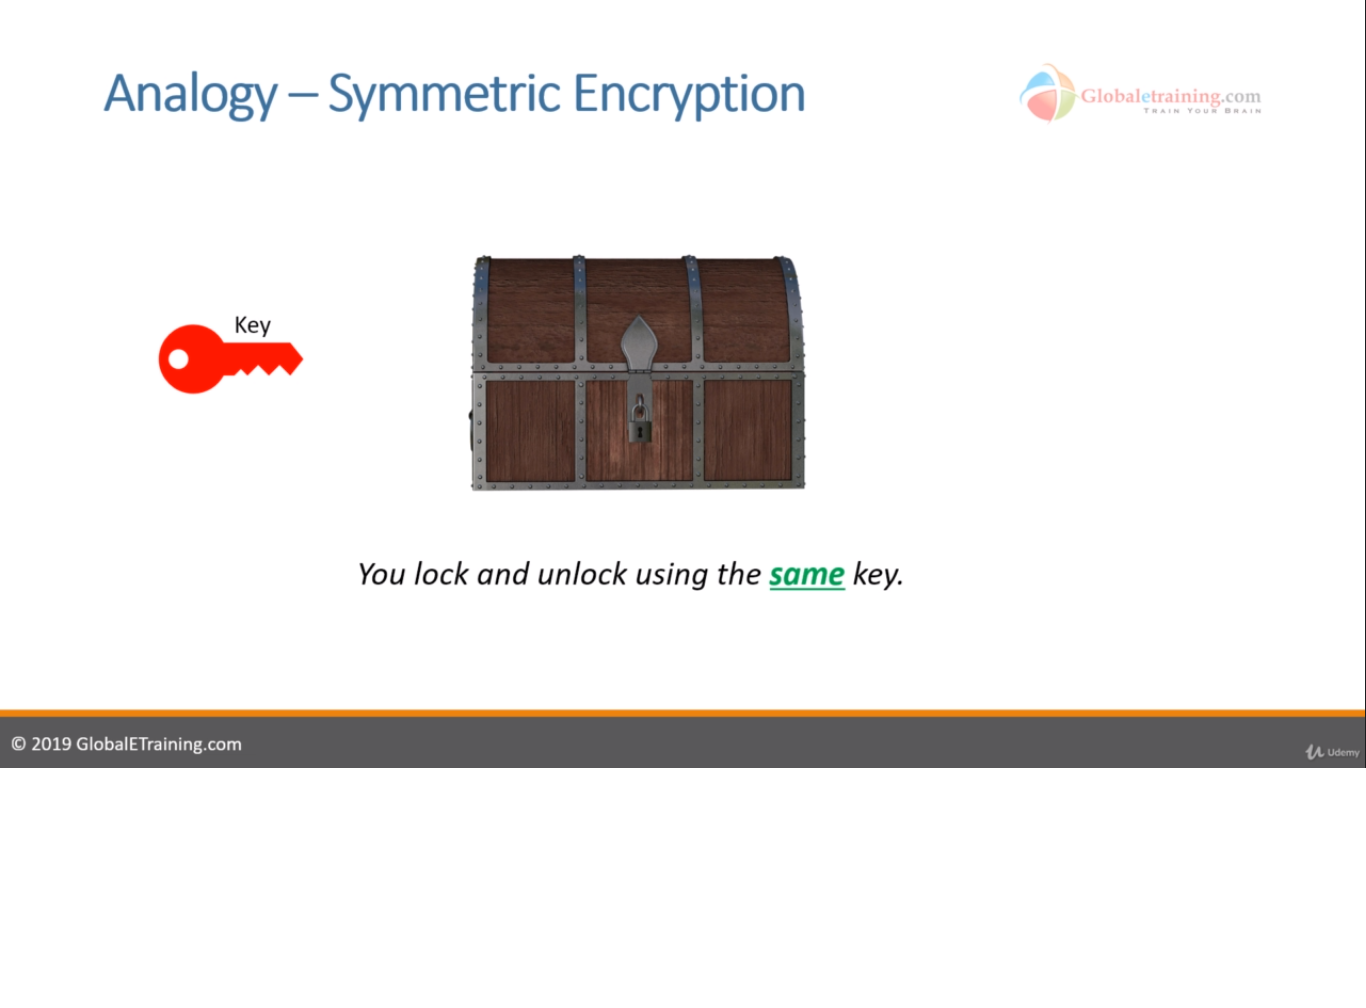 Analogy – Symmetric Encryption
Globaletraining.com
TRAIN YOUR BRAIN
Key
You lock and unlock using the same key.
© 2019 GlobalETraining.com
Udemy